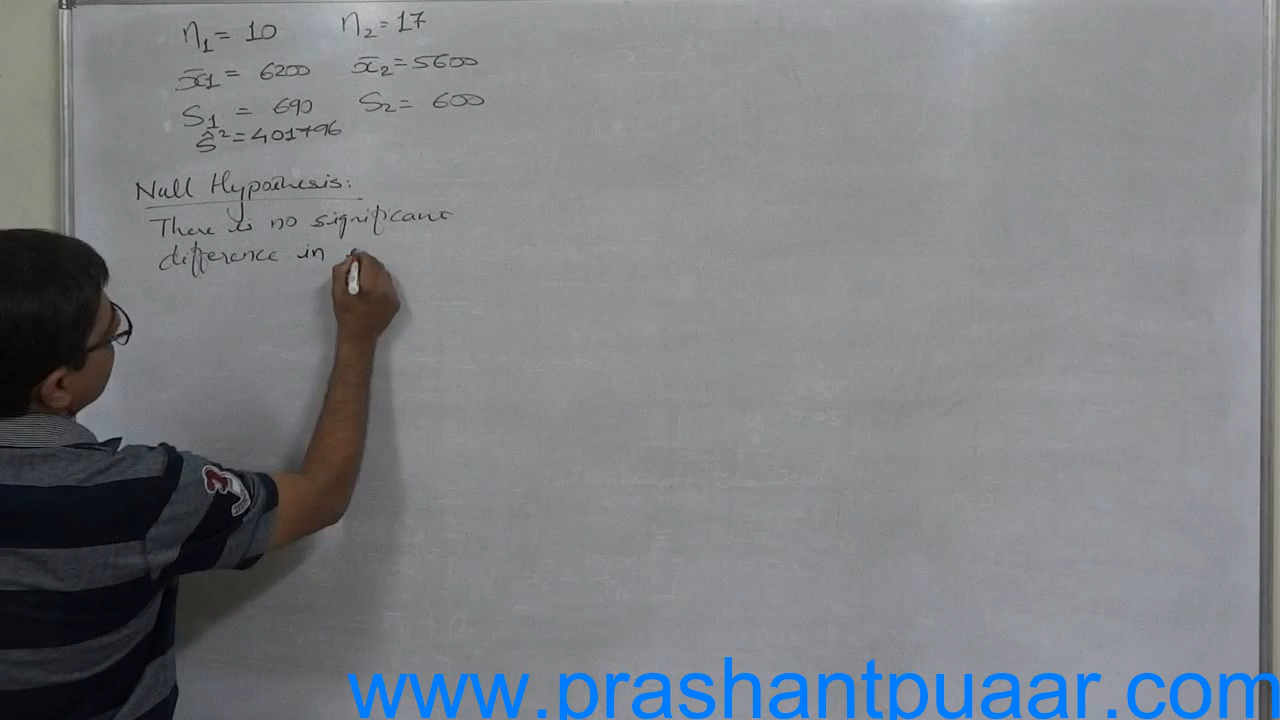 n₁ = 10 n₂ = 17
x̄₁ = 6200 x̄₂ = 5600
S₁ = 690 S₂ = 600
Ŝ² = 401796
Null Hypothesis:
There is no significant
difference in
www.prashantpuaar.com